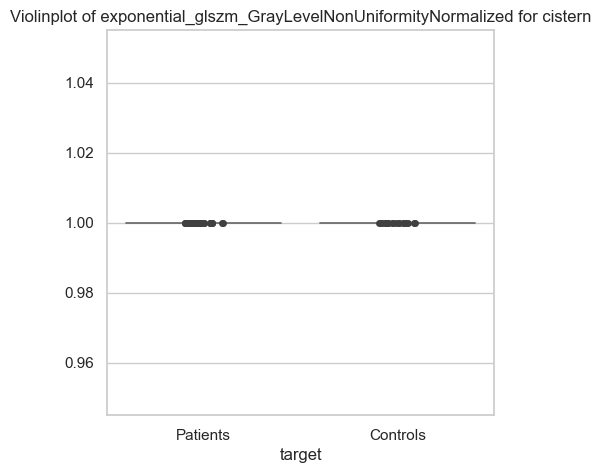 Violinplot of exponential_glszm_GrayLevelNonUniformityNormalized for cistern
1.04
1.02
1.00
0.98
0.96
Patients Controls
target